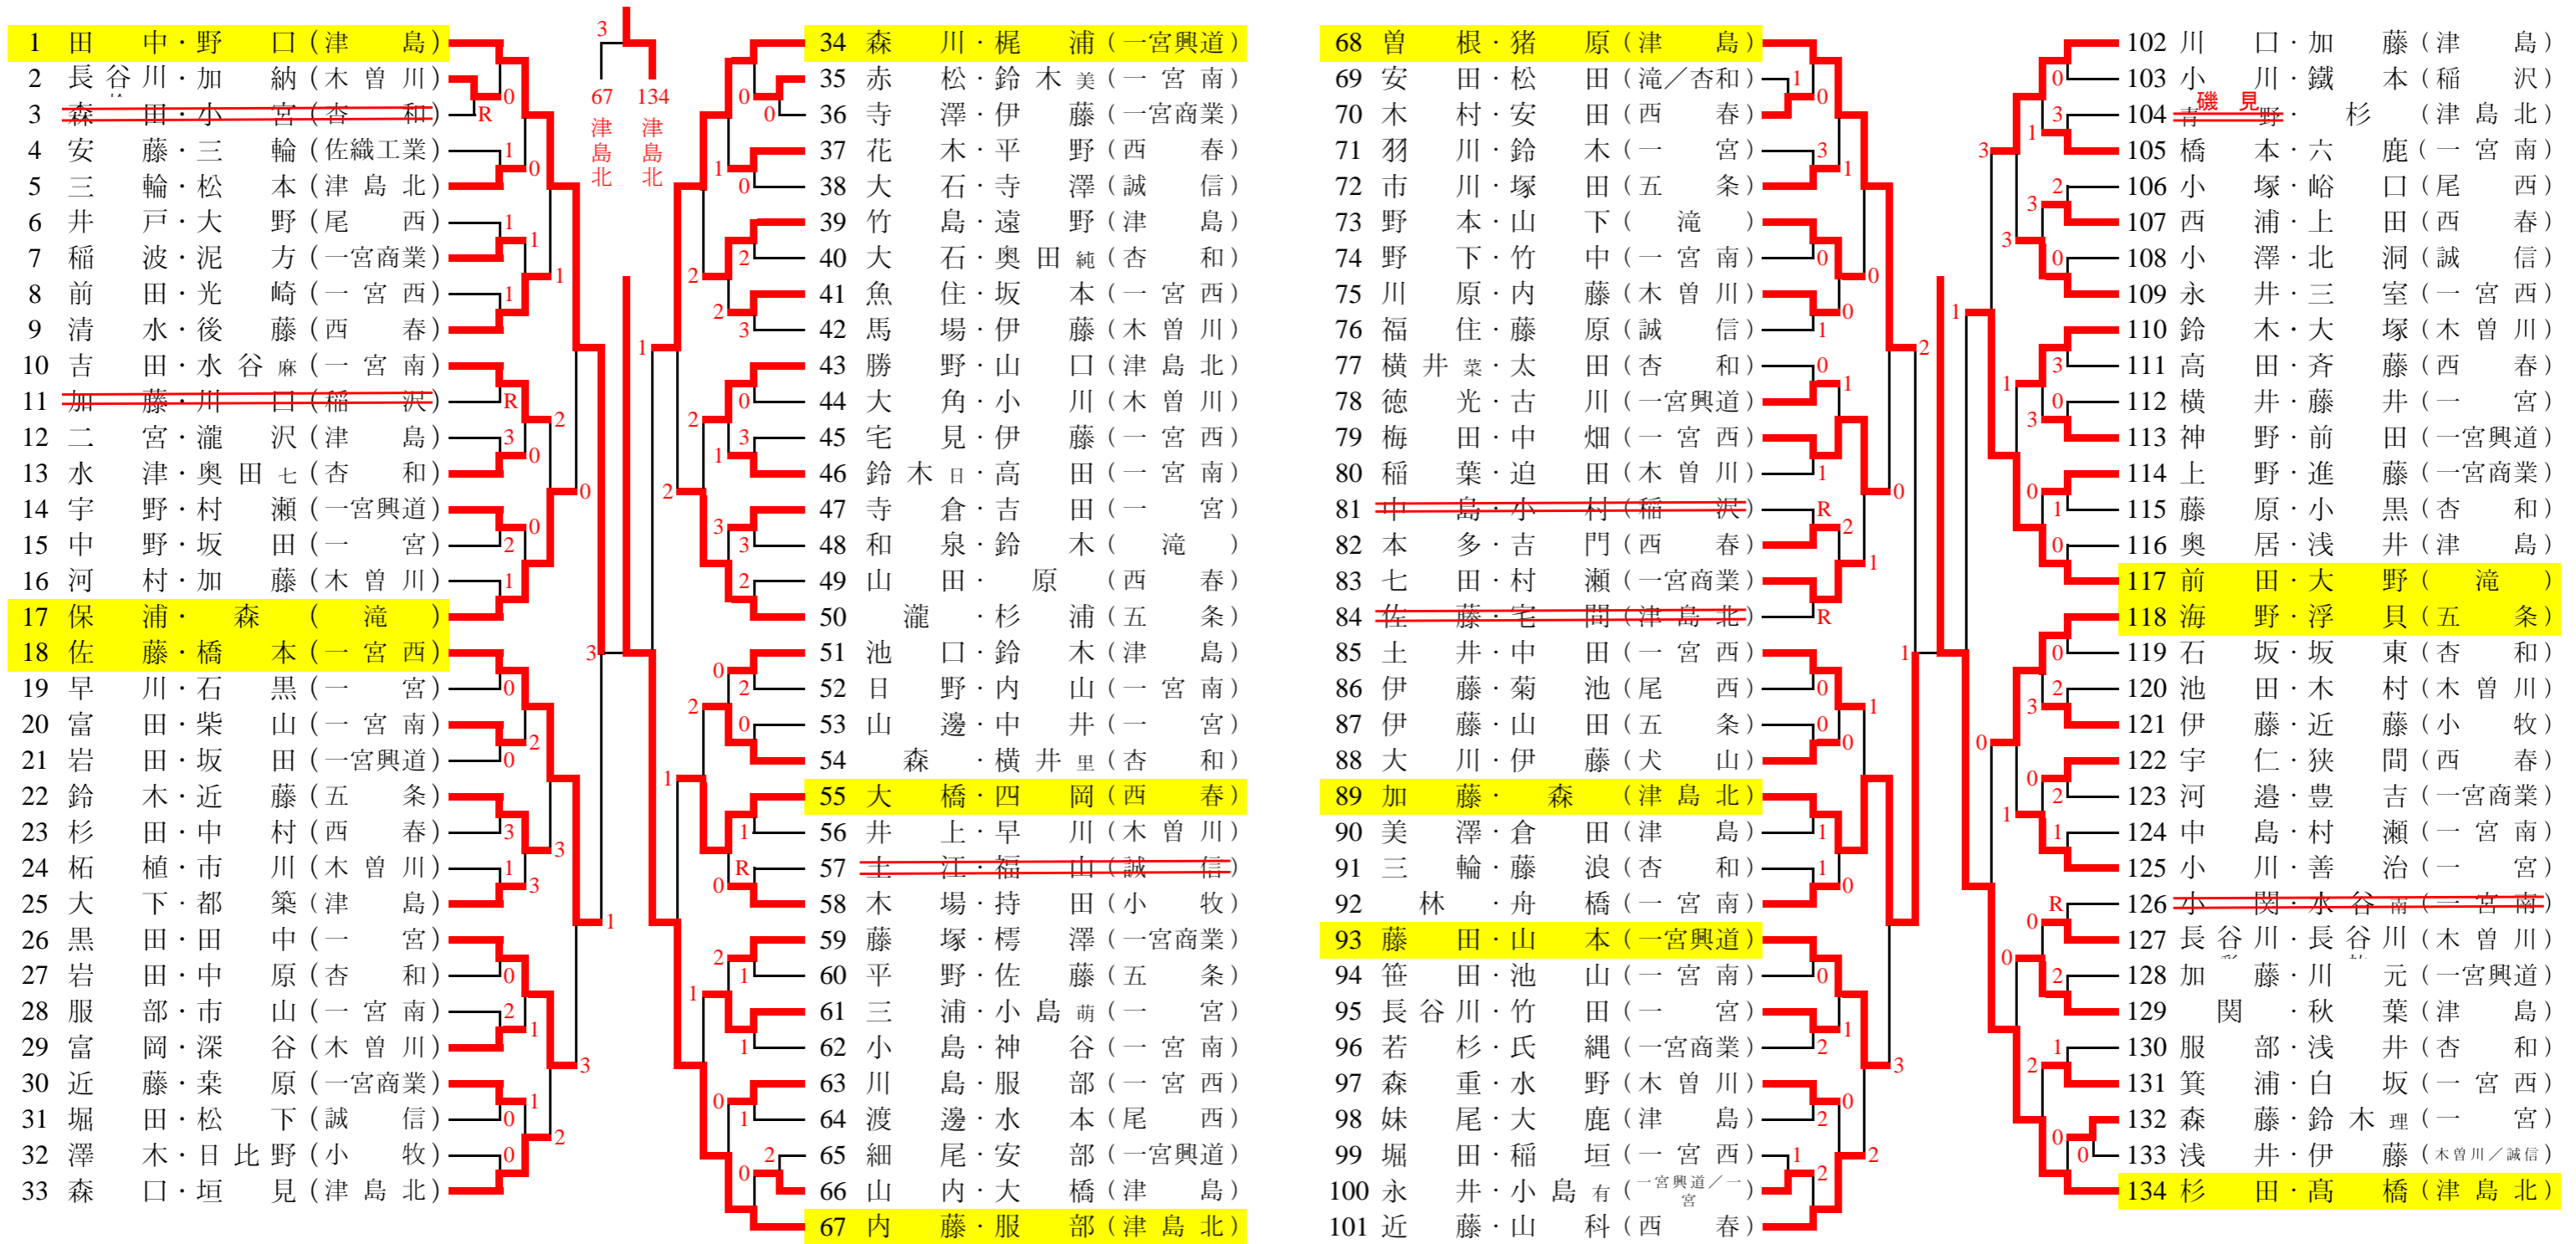 1 田中・野口(津島)
2 長谷川・加納(木曽川)
3 森田・小宮(杏和)
4 安藤・三輪(佐織工業)
5 三輪・松本(津島北)
6 井戸・大野(尾西)
7 稲波・泥方(一宮商業)
8 前田・光崎(一宮西)
9 清水・後藤(西春)
10 吉田・水谷麻(一宮南)
11 加藤・川口(稲沢)
12 二宮・瀧沢(津島)
13 水津・奥田七(杏和)
14 宇野・村瀬(一宮興道)
15 中野・坂田(一宮)
16 河村・加藤(木曽川)
17 保浦・森(滝)
18 佐藤・橋本(一宮西)
19 早川・石黒(一宮)
20 富田・柴山(一宮南)
21 岩田・坂田(一宮興道)
22 鈴木・近藤(五条)
23 杉田・中村(西春)
24 柘植・市川(木曽川)
25 大下・都築(津島)
26 黒田・田中(一宮)
27 岩田・中原(杏和)
28 服部・市山(一宮南)
29 富岡・深谷(木曽川)
30 近藤・桒原(一宮商業)
31 堀田・松下(誠信)
32 澤木・日比野(小牧)
33 森口・垣見(津島北)
3
67 134
津島北 津島北
34 森川・梶浦(一宮興道)
35 赤松・鈴木美(一宮南)
36 寺澤・伊藤(一宮商業)
37 花木・平野(西春)
38 大石・寺澤(誠信)
39 竹島・遠野(津島)
40 大石・奥田純(杏和)
41 魚住・坂本(一宮西)
42 馬場・伊藤(木曽川)
43 勝野・山口(津島北)
44 大角・小川(木曽川)
45 宅見・伊藤(一宮西)
46 鈴木日・高田(一宮南)
47 寺倉・吉田(一宮)
48 和泉・鈴木(滝)
49 山田・原(西春)
50 瀧・杉浦(五条)
51 池口・鈴木(津島)
52 日野・内山(一宮南)
53 山邊・中井(一宮)
54 森・横井里(杏和)
55 大橋・四岡(西春)
56 井上・早川(木曽川)
57 土江・福山(誠信)
58 木場・持田(小牧)
59 藤塚・樗澤(一宮商業)
60 平野・佐藤(五条)
61 三浦・小島萌(一宮)
62 小島・神谷(一宮南)
63 川島・服部(一宮西)
64 渡邊・水本(尾西)
65 細尾・安部(一宮興道)
66 山内・大橋(津島)
67 内藤・服部(津島北)
68 曽根・猪原(津島)
69 安田・松田(滝／杏和)
70 木村・安田(西春)
71 羽川・鈴木(一宮)
72 市川・塚田(五条)
73 野本・山下(滝)
74 野下・竹中(一宮南)
75 川原・内藤(木曽川)
76 福住・藤原(誠信)
77 横井菜・太田(杏和)
78 徳光・古川(一宮興道)
79 梅田・中畑(一宮西)
80 稲葉・迫田(木曽川)
81 中島・小村(稲沢)
82 本多・吉門(西春)
83 七田・村瀬(一宮商業)
84 佐藤・宅間(津島北)
85 土井・中田(一宮西)
86 伊藤・菊池(尾西)
87 伊藤・山田(五条)
88 大川・伊藤(犬山)
89 加藤・森(津島北)
90 美澤・倉田(津島)
91 三輪・藤浪(杏和)
92 林・舟橋(一宮南)
93 藤田・山本(一宮興道)
94 笹田・池山(一宮南)
95 長谷川・竹田(一宮)
96 若杉・氏縄(一宮商業)
97 森重・水野(木曽川)
98 妹尾・大鹿(津島)
99 堀田・稲垣(一宮西)
100 永井・小島有(一宮興道／一宮)
101 近藤・山科(西春)
102 川口・加藤(津島)
103 小川・鐵本(稲沢)
磯見
104 青野・杉(津島北)
105 橋本・六鹿(一宮南)
106 小塚・峪口(尾西)
107 西浦・上田(西春)
108 小澤・北洞(誠信)
109 永井・三室(一宮西)
110 鈴木・大塚(木曽川)
111 高田・斉藤(西春)
112 横井・藤井(一宮)
113 神野・前田(一宮興道)
114 上野・進藤(一宮商業)
115 藤原・小黒(杏和)
116 奥居・浅井(津島)
117 前田・大野(滝)
118 海野・浮貝(五条)
119 石坂・坂東(杏和)
120 池田・木村(木曽川)
121 伊藤・近藤(小牧)
122 宇仁・狭間(西春)
123 河邉・豊吉(一宮商業)
124 中島・村瀬(一宮南)
125 小川・善治(一宮)
126 小関・水谷南(一宮南)
127 長谷川・長谷川(木曽川)
128 加藤・川元(一宮興道)
129 関・秋葉(津島)
130 服部・浅井(杏和)
131 箕浦・白坂(一宮西)
132 森藤・鈴木理(一宮)
133 浅井・伊藤(木曽川／誠信)
134 杉田・髙橋(津島北)